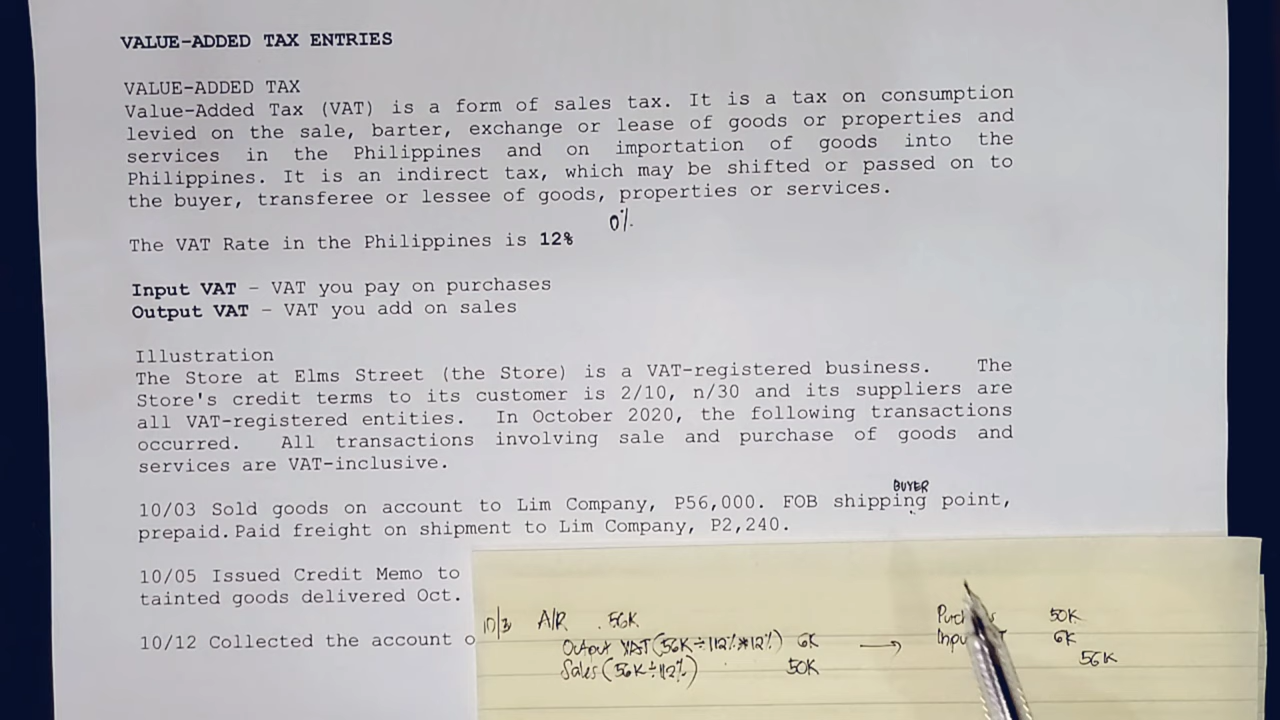 VALUE-ADDED TAX ENTRIES
VALUE-ADDED TAX
Value-Added Tax (VAT) is a form of sales tax. It is a tax on consumption
levied on the sale, barter, exchange or lease of goods or properties and
services in the Philippines and on importation of goods into the
Philippines. It is an indirect tax, which may be shifted or passed on to
the buyer, transferee or lessee of goods, properties or services.
0%
The VAT Rate in the Philippines is 12%
Input VAT – VAT you pay on purchases
Output VAT – VAT you add on sales
Illustration
The Store at Elms Street (the Store) is a VAT-registered business. The
Store's credit terms to its customer is 2/10, n/30 and its suppliers are
all VAT-registered entities. In October 2020, the following transactions
occurred. All transactions involving sale and purchase of goods and
services are VAT-inclusive.
BUYER
10/03 Sold goods on account to Lim Company, P56,000. FOB shipping point,
prepaid. Paid freight on shipment to Lim Company, P2,240.
10/05 Issued Credit Memo to
tainted goods delivered Oct.
10/12 Collected the account o
10/3 A/R 56K
Output VAT (56K÷112%*12%) 6K → 6K
Sales (56K÷112%) 50K
50K
56K